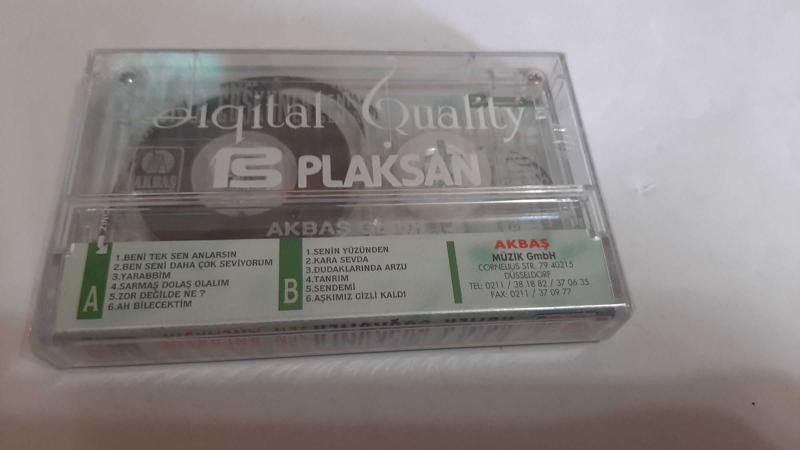 Digital Quality
AKBAŞ
PLAKSAN
AKBAŞ
A
1.BENİ TEK SEN ANLARSIN
2.BEN SENİ DAHA ÇOK SEVİYORUM
3.YARABBİM
4.SARMAŞ DOLAŞ OLALIM
5.ZOR DEĞİLDE NE ?
6.AH BİLECEKTİM
B
1.SENİN YÜZÜNDEN
2.KARA SEVDA
3.DUDAKLARINDA ARZU
4.TANRIM
5.SENDEMİ
6.AŞKIMIZ GİZLİ KALDI
AKBAŞ
MÜZİK GmbH
CORNELIUS STR. 79 40215
DÜSSELDORF
TEL: 0211 / 38 18 82 / 37 06 35
FAX: 0211 / 37 09 77